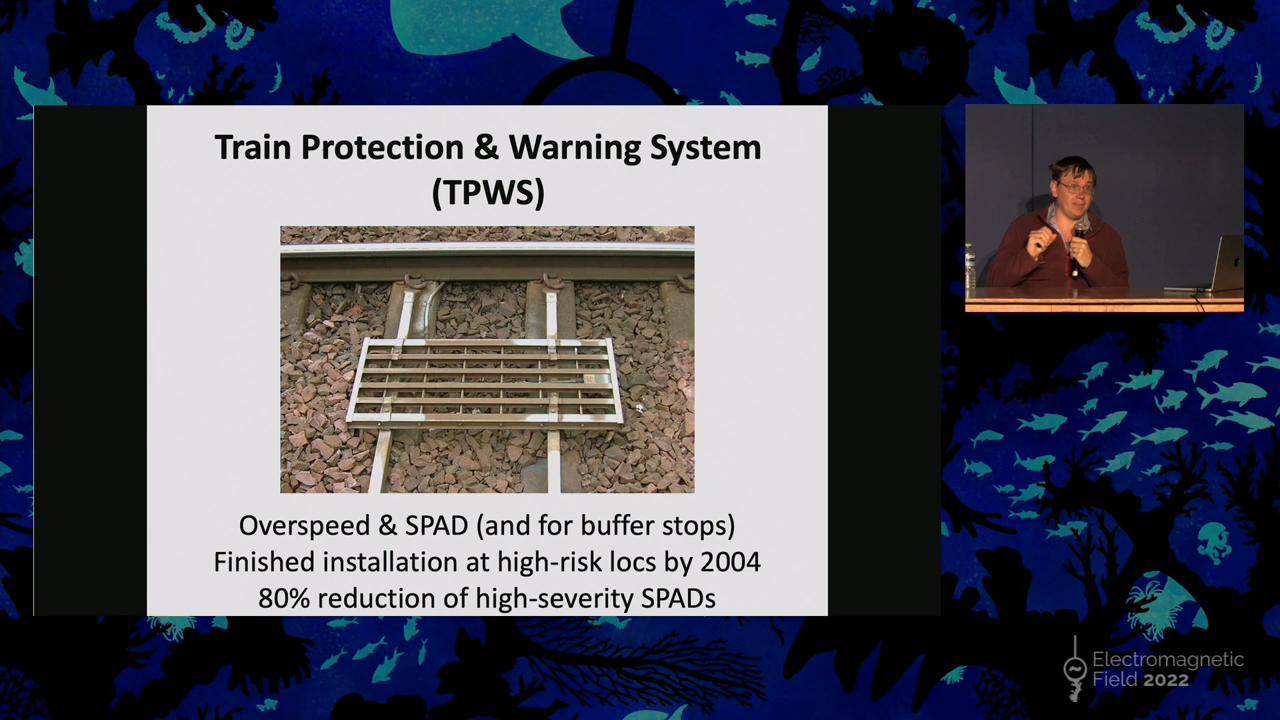 Train Protection & Warning System
(TPWS)
Overspeed & SPAD (and for buffer stops)
Finished installation at high-risk locs by 2004
80% reduction of high-severity SPADs
Electromagnetic
Field 2022